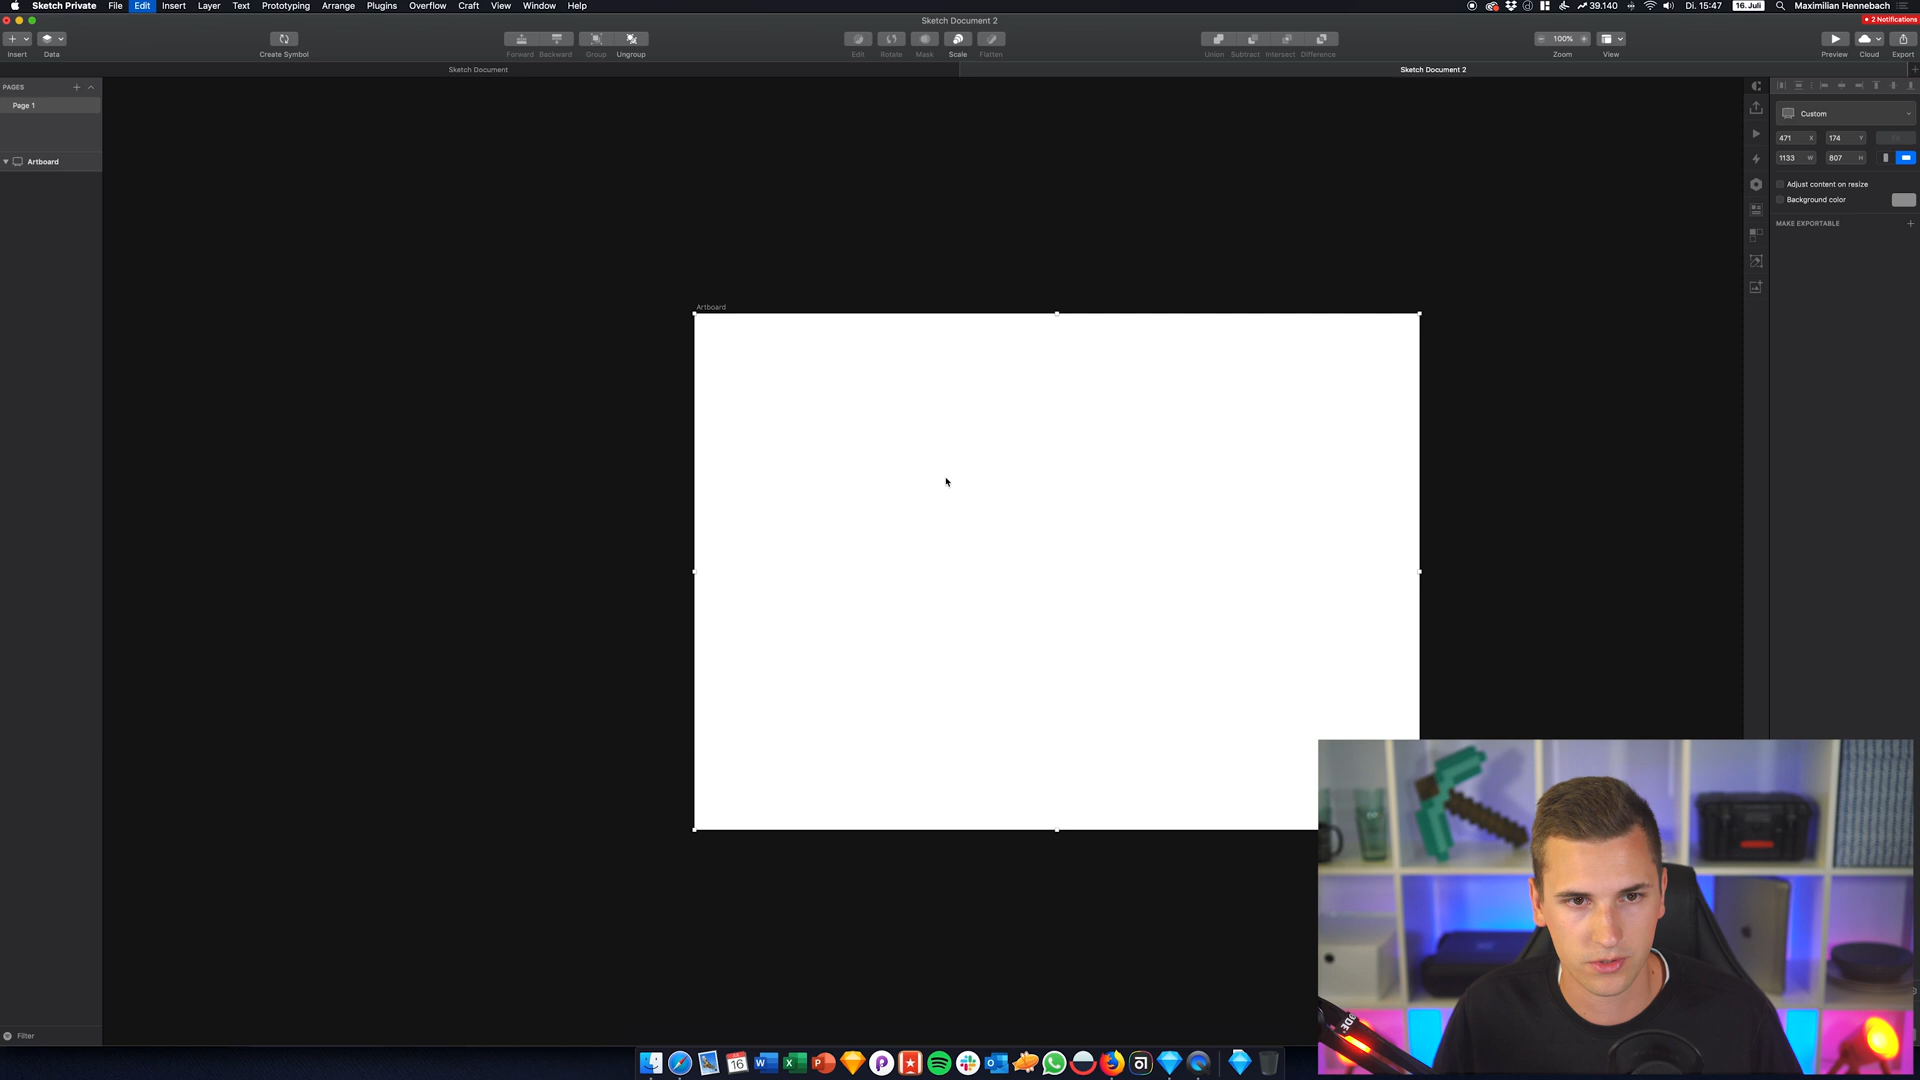 Sketch Private File Edit Insert Layer Text Prototyping Arrange Plugins Overflow Craft View Window Help 39.140 Di. 15:47 16. Juli Maximilian Hennebach
Sketch Document 2
2 Notifications
100%
Insert Data Create Symbol Forward Backward Group Ungroup Edit Rotate Mask Scale Flatten Union Subtract Intersect Difference Zoom View Preview Cloud Export
Sketch Document Sketch Document 2
PAGES
Page 1
Artboard
Custom
471 X 174 Y
1133 W 807 H
Adjust content on resize
Background color
MAKE EXPORTABLE
Artboard
Filter
16